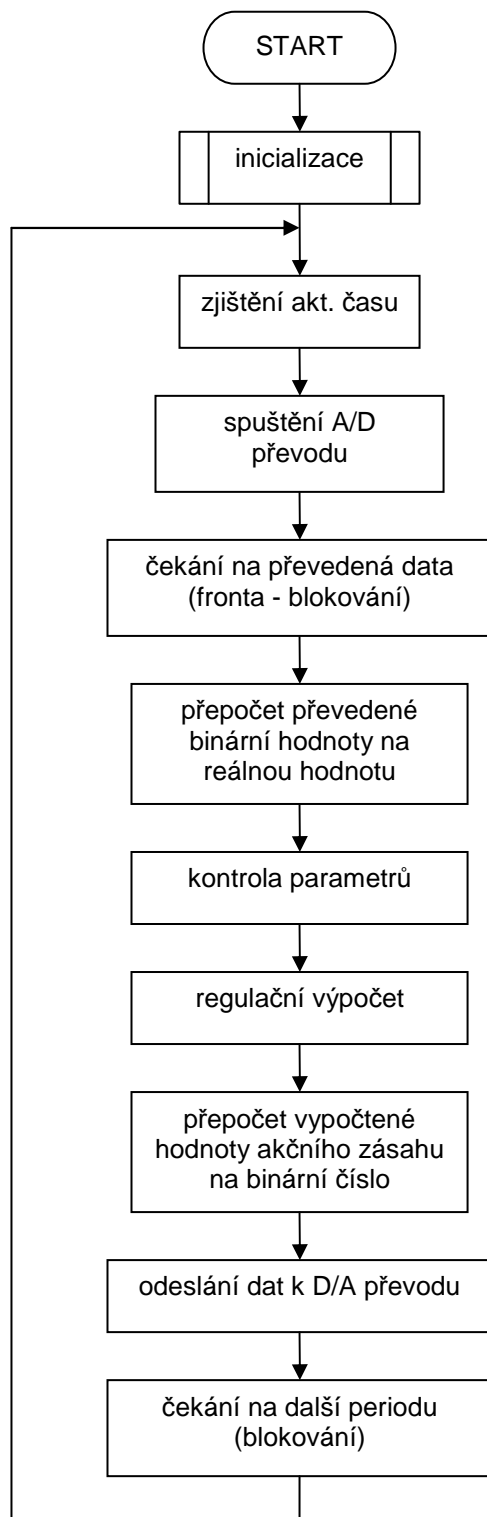 START
inicializace
zjištění akt. času
spuštění A/D
převodu
čekání na převedená data
(fronta - blokování)
přepočet převedené
binární hodnoty na
reálnou hodnotu
kontrola parametrů
regulační výpočet
přepočet vypočtené
hodnoty akčního zásahu
na binární číslo
odeslání dat k D/A převodu
čekání na další periodu
(blokování)